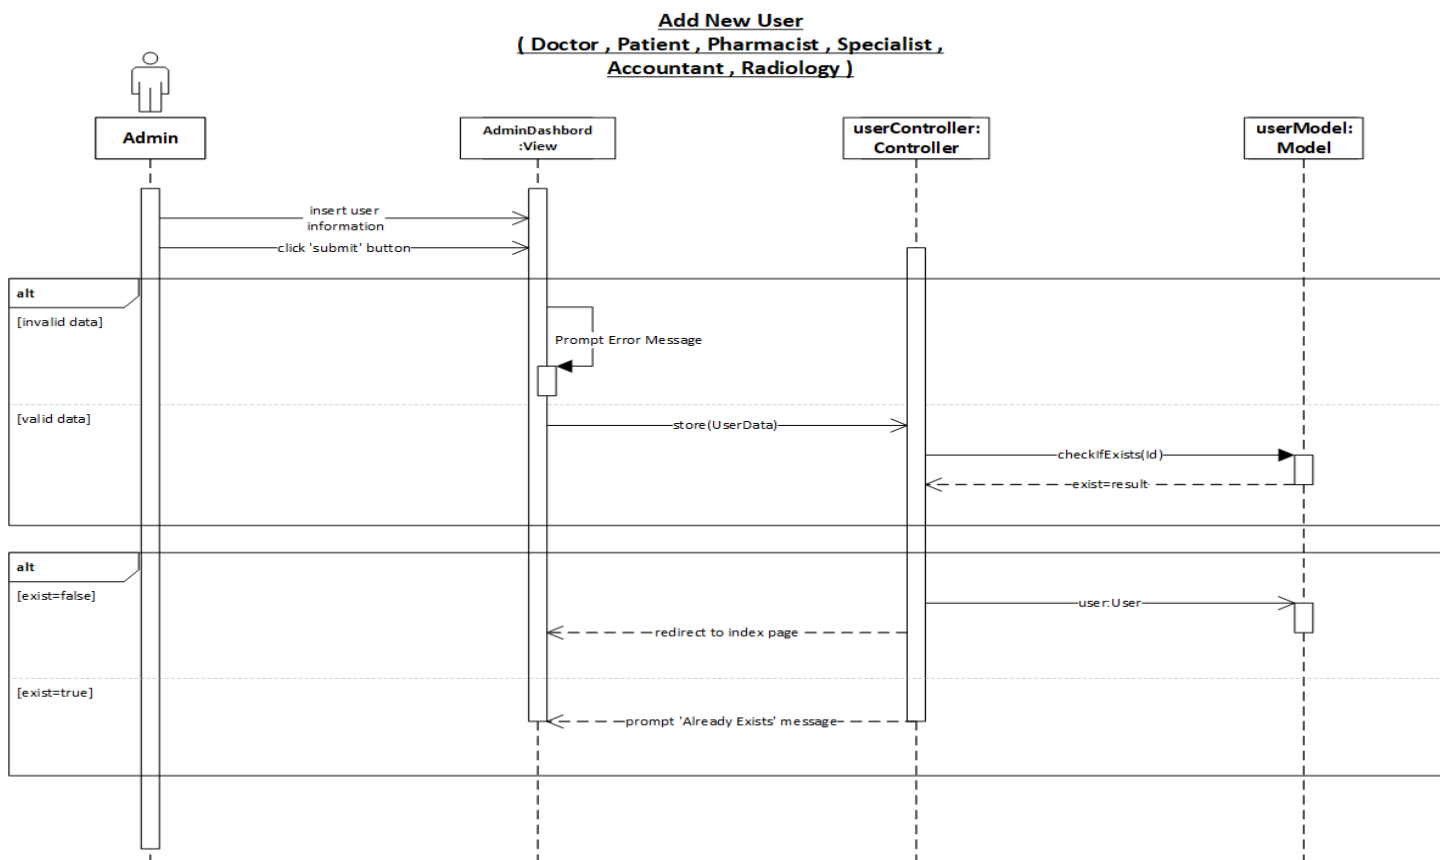 Add New User
( Doctor , Patient , Pharmacist , Specialist ,
Accountant , Radiology )
Admin
AdminDashbord
:View
userController:
Controller
userModel:
Model
insert user
information
click 'submit' button
alt
[invalid data]
Prompt Error Message
[valid data]
store(UserData)
checkIfExists(Id)
exist=result
alt
[exist=false]
user:User
redirect to index page
[exist=true]
prompt 'Already Exists' message